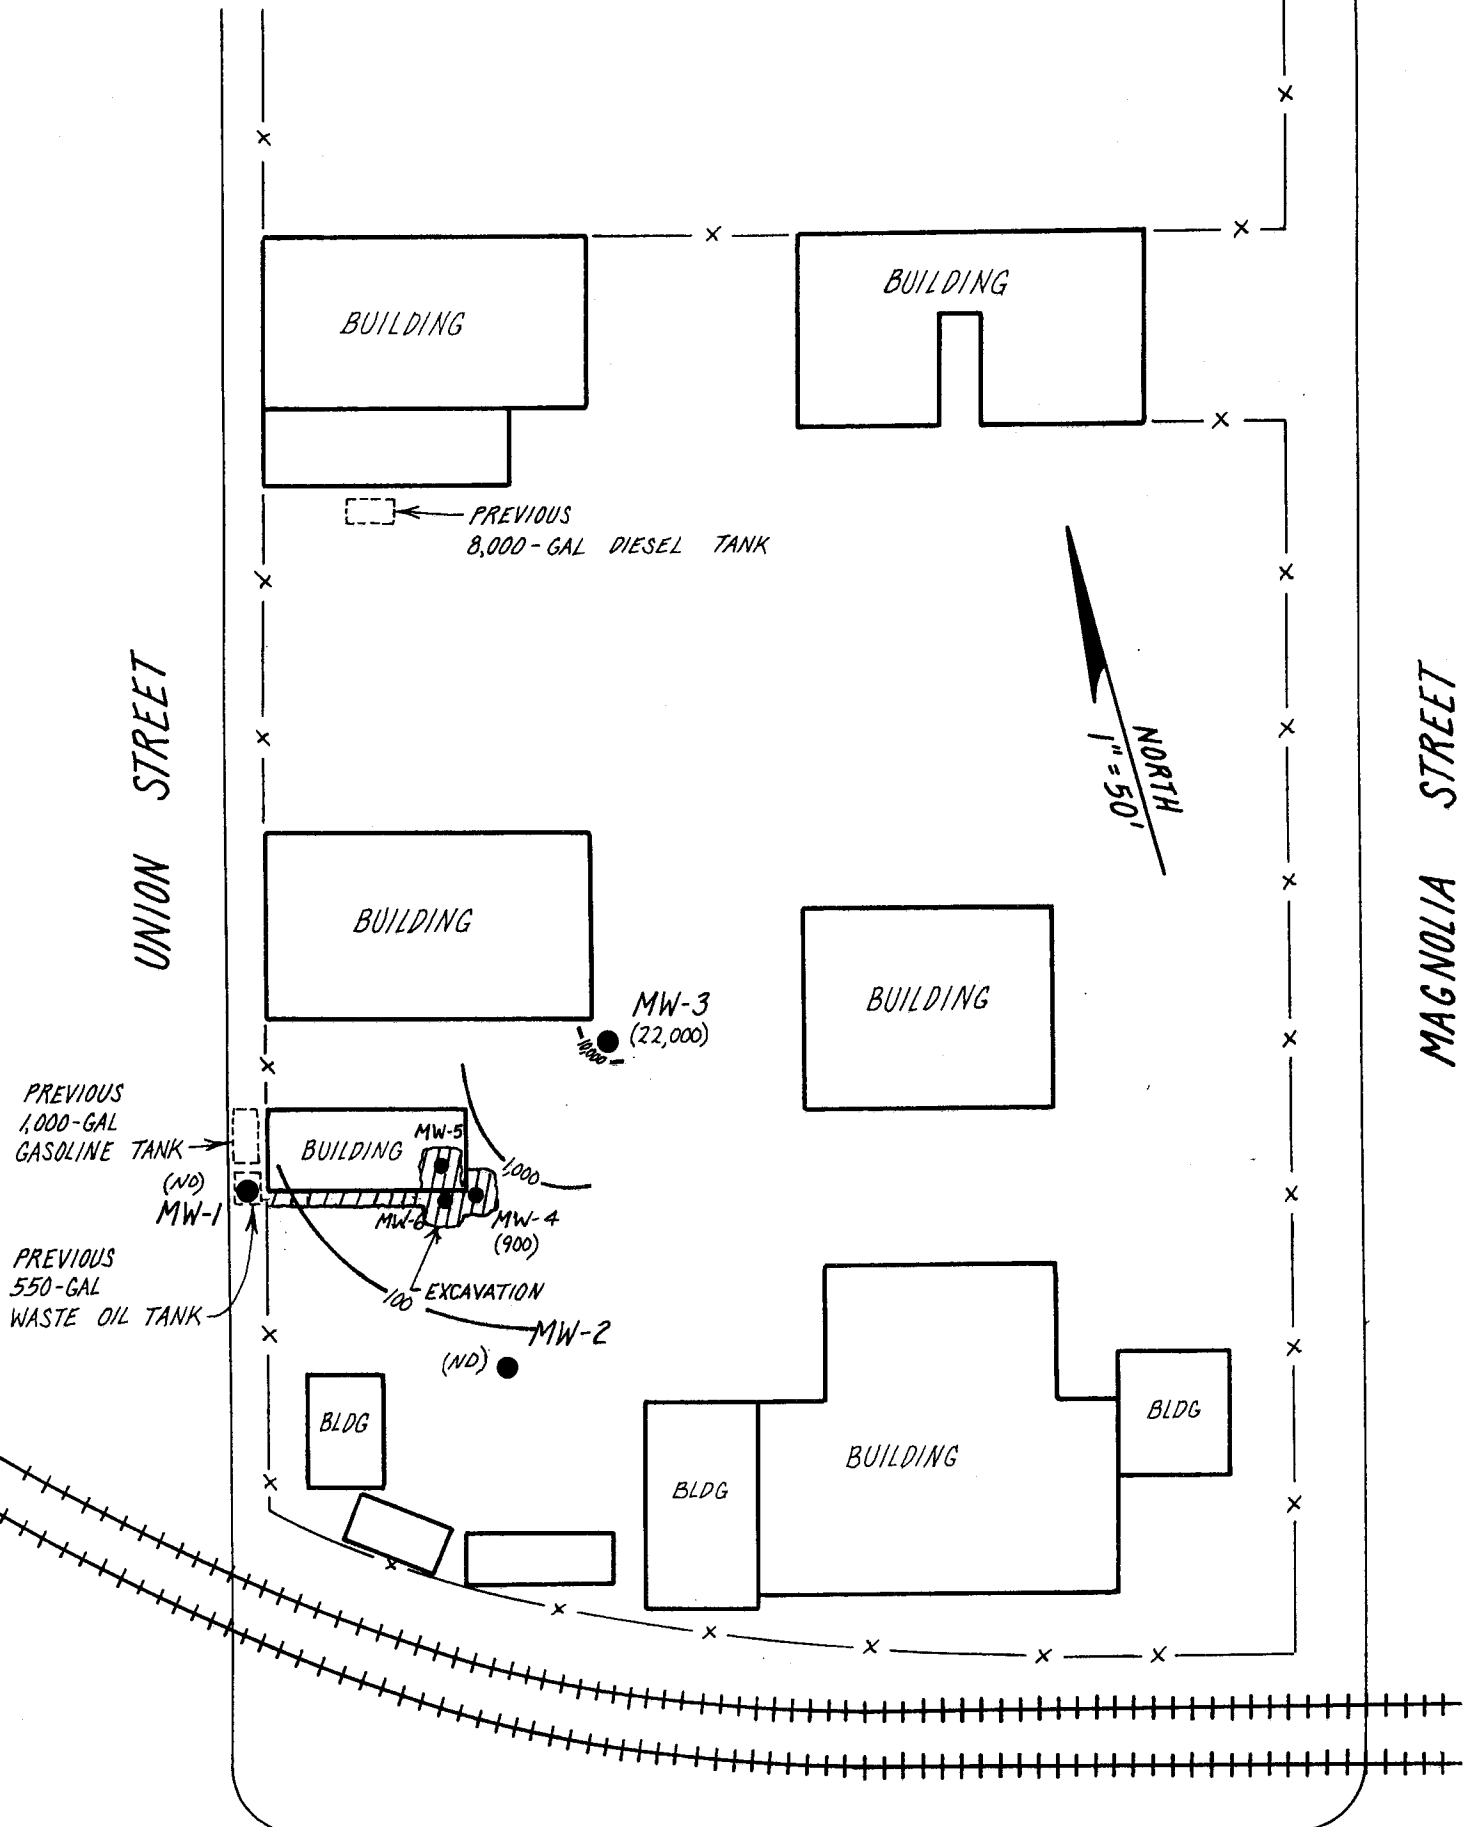 BUILDING
BUILDING
PREVIOUS
8,000-GAL DIESEL TANK
UNION STREET
MAGNOLIA STREET
NORTH
1" = 50'
BUILDING
BUILDING
MW-3
(22,000)
10,000
PREVIOUS
1,000-GAL
GASOLINE TANK
BUILDING
MW-5
1,000
(ND)
MW-1
MW-6
MW-4
(900)
PREVIOUS
550-GAL
WASTE OIL TANK
100
EXCAVATION
MW-2
(ND)
BLDG
BLDG
BUILDING
BLDG